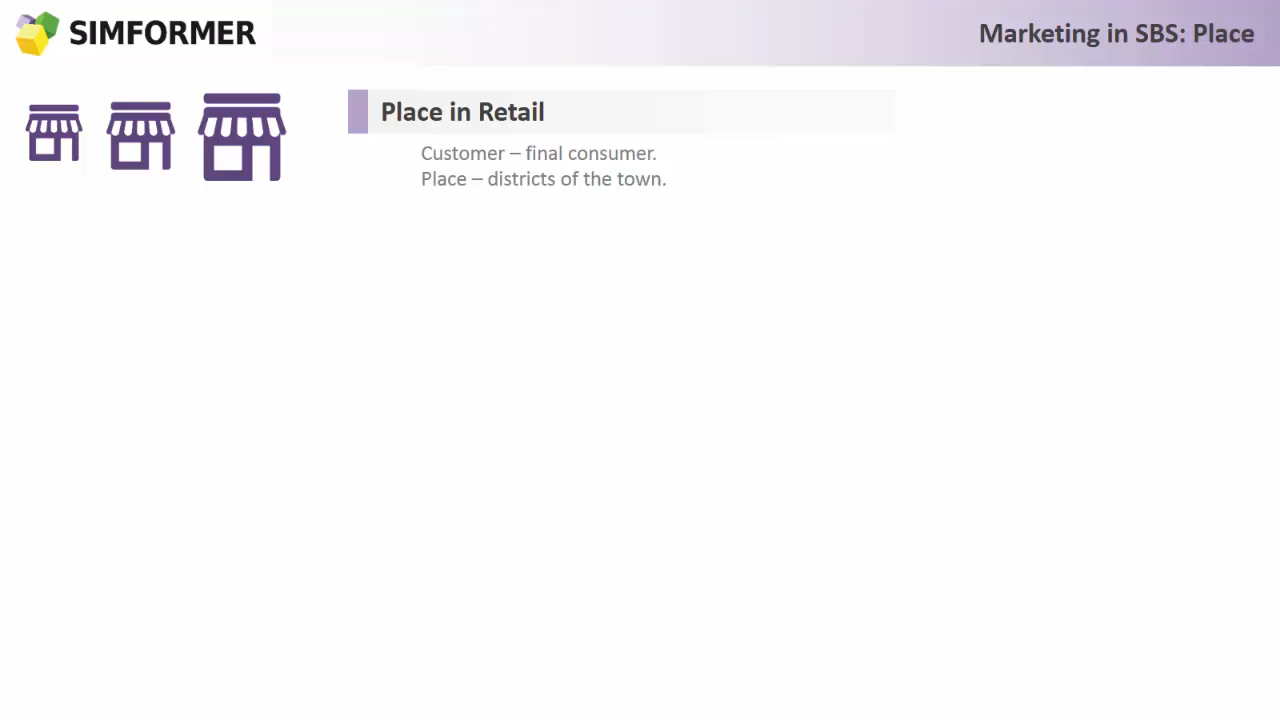 SIMFORMER
Marketing in SBS: Place
Place in Retail
Customer – final consumer.
Place – districts of the town.